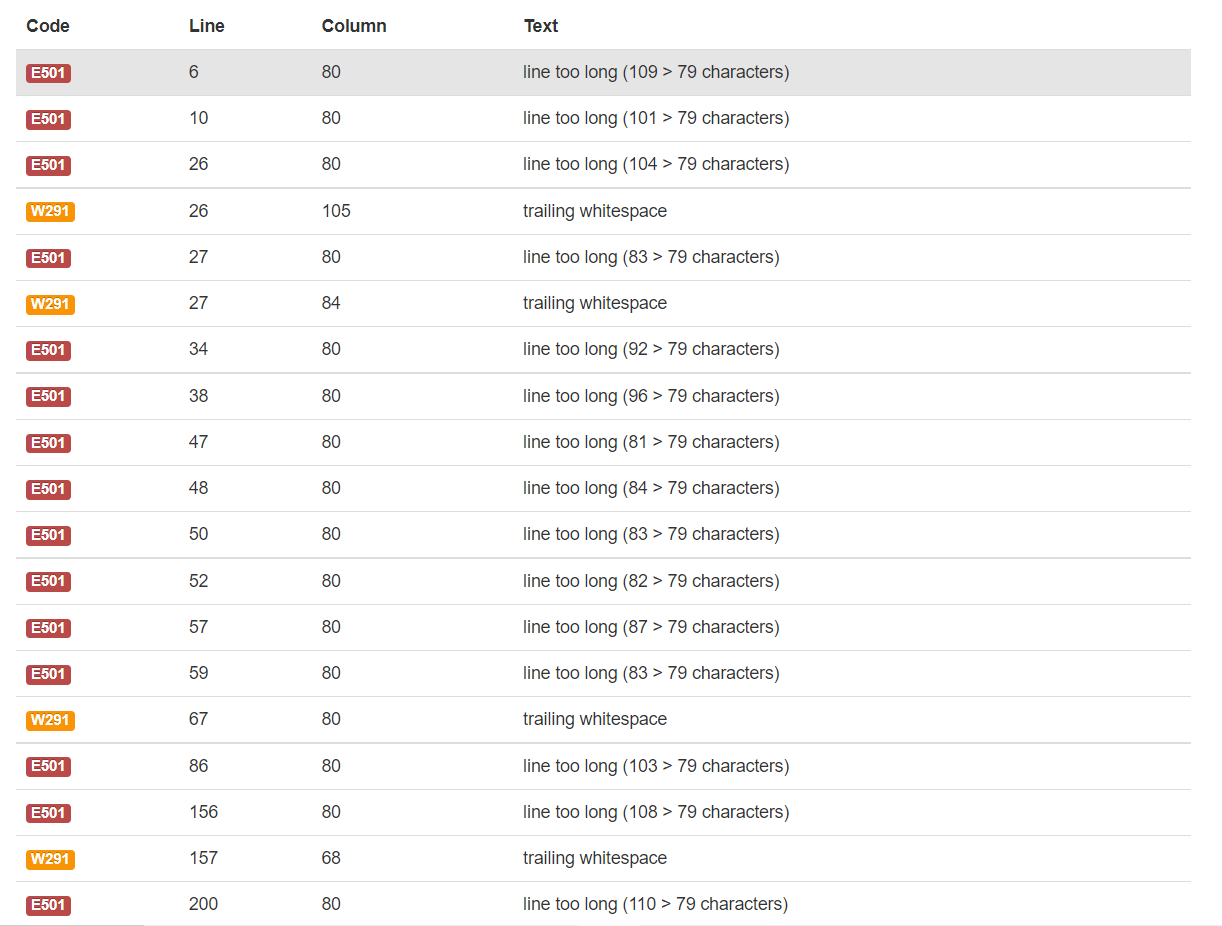 Code Line Column Text
E501 6 80 line too long (109 > 79 characters)
E501 10 80 line too long (101 > 79 characters)
E501 26 80 line too long (104 > 79 characters)
W291 26 105 trailing whitespace
E501 27 80 line too long (83 > 79 characters)
W291 27 84 trailing whitespace
E501 34 80 line too long (92 > 79 characters)
E501 38 80 line too long (96 > 79 characters)
E501 47 80 line too long (81 > 79 characters)
E501 48 80 line too long (84 > 79 characters)
E501 50 80 line too long (83 > 79 characters)
E501 52 80 line too long (82 > 79 characters)
E501 57 80 line too long (87 > 79 characters)
E501 59 80 line too long (83 > 79 characters)
W291 67 80 trailing whitespace
E501 86 80 line too long (103 > 79 characters)
E501 156 80 line too long (108 > 79 characters)
W291 157 68 trailing whitespace
E501 200 80 line too long (110 > 79 characters)